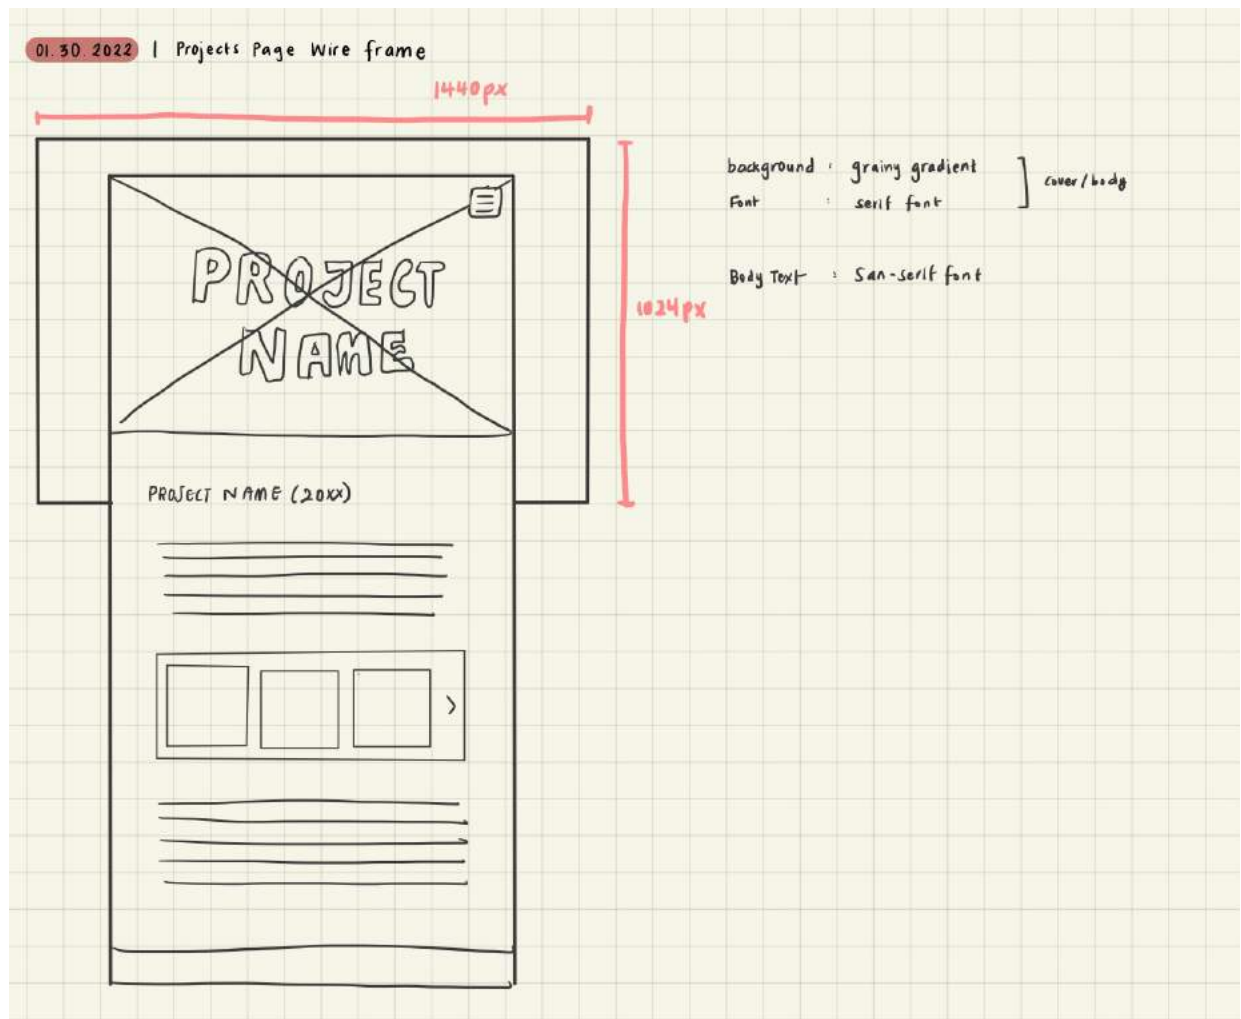 01.30.2022 | Projects Page Wire frame
1440px
background : grainy gradient
Font : serif font
cover/body
Body Text : San-serif font
1024px
PROJECT
NAME
PROJECT NAME (20XX)